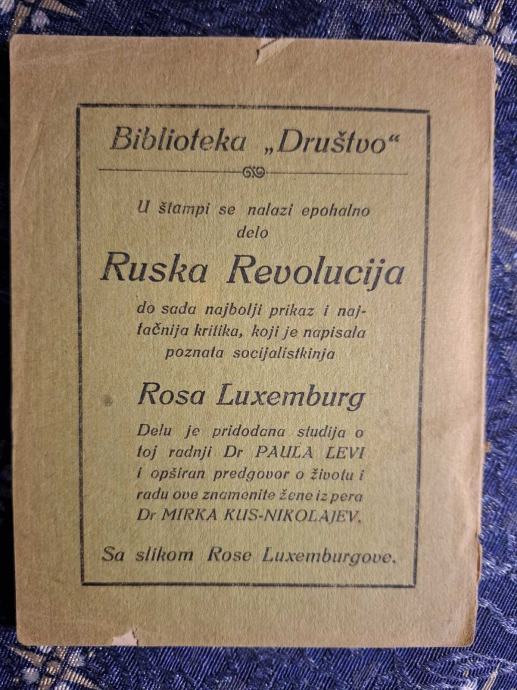 Biblioteka „Društvo“
U štampi se nalazi epohalno
delo
Ruska Revolucija
do sada najbolji prikaz i naj-
tačnija kritika, koji je napisala
poznata socijalistkinja
Rosa Luxemburg
Delu je pridodana studija o
toj radnji Dr PAULA LEVI
i opširan predgovor o životu i
radu ove znamenite žene iz pera
Dr MIRKA KUS-NIKOLAJEV.
Sa slikom Rose Luxemburgove.